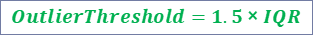 OutlierThreshold = 1.5 × IQR